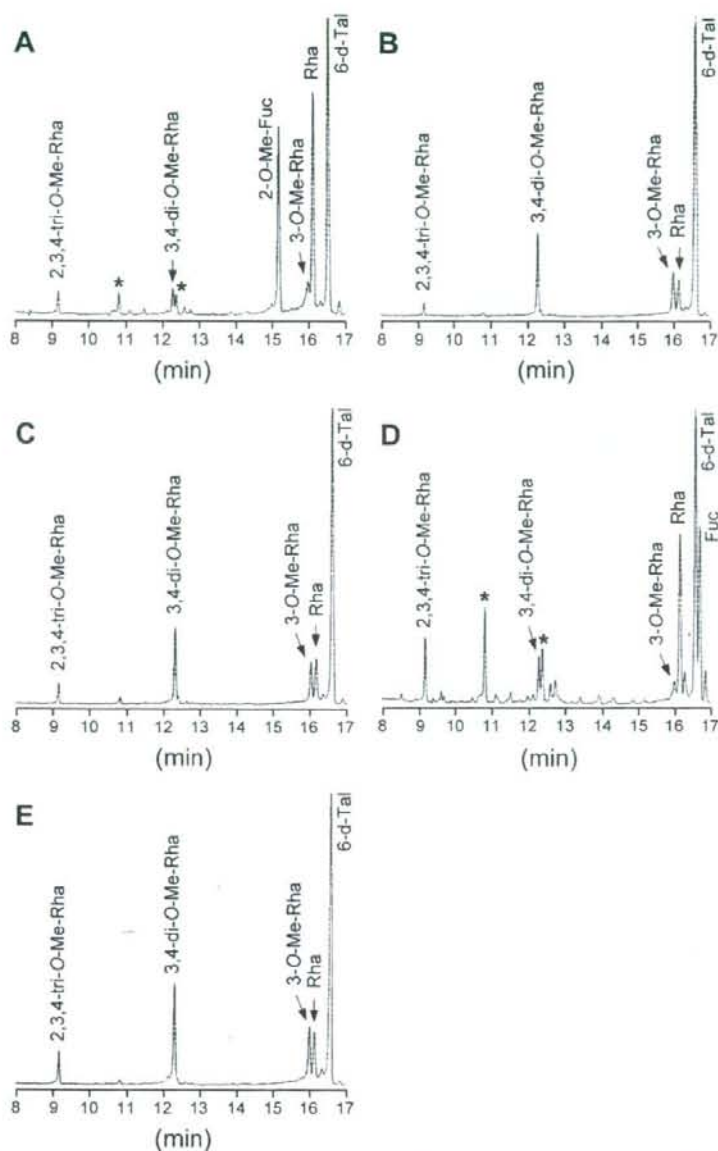 A
2,3,4-tri-O-Me-Rha
*
3,4-di-O-Me-Rha
*
2-O-Me-Fuc
3-O-Me-Rha
Rha
6-d-Tal
8 9 10 11 12 13 14 15 16 17
(min)
B
2,3,4-tri-O-Me-Rha
3,4-di-O-Me-Rha
3-O-Me-Rha
Rha
6-d-Tal
8 9 10 11 12 13 14 15 16 17
(min)
C
2,3,4-tri-O-Me-Rha
3,4-di-O-Me-Rha
3-O-Me-Rha
Rha
6-d-Tal
8 9 10 11 12 13 14 15 16 17
(min)
D
2,3,4-tri-O-Me-Rha
*
3,4-di-O-Me-Rha
*
3-O-Me-Rha
Rha
6-d-Tal
Fuc
8 9 10 11 12 13 14 15 16 17
(min)
E
2,3,4-tri-O-Me-Rha
3,4-di-O-Me-Rha
3-O-Me-Rha
Rha
6-d-Tal
8 9 10 11 12 13 14 15 16 17
(min)